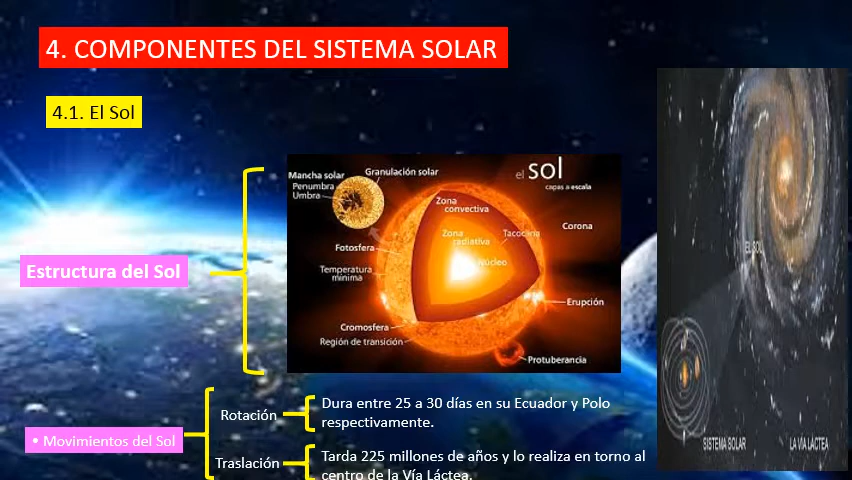 4. COMPONENTES DEL SISTEMA SOLAR
4.1. El Sol
Estructura del Sol
el sol
capas a escala
Mancha solar
Penumbra
Umbra
Granulación solar
Zona
convectiva
Zona
radiativa
Tacoclina
Núcleo
Corona
Fotosfera
Temperatura
mínima
Erupción
Cromosfera
Región de transición
Protuberancia
• Movimientos del Sol
Rotación
Dura entre 25 a 30 días en su Ecuador y Polo
respectivamente.
Traslación
Tarda 225 millones de años y lo realiza en torno al
centro de la Vía Láctea.
EL SOL
SISTEMA SOLAR
LA VÍA LÁCTEA